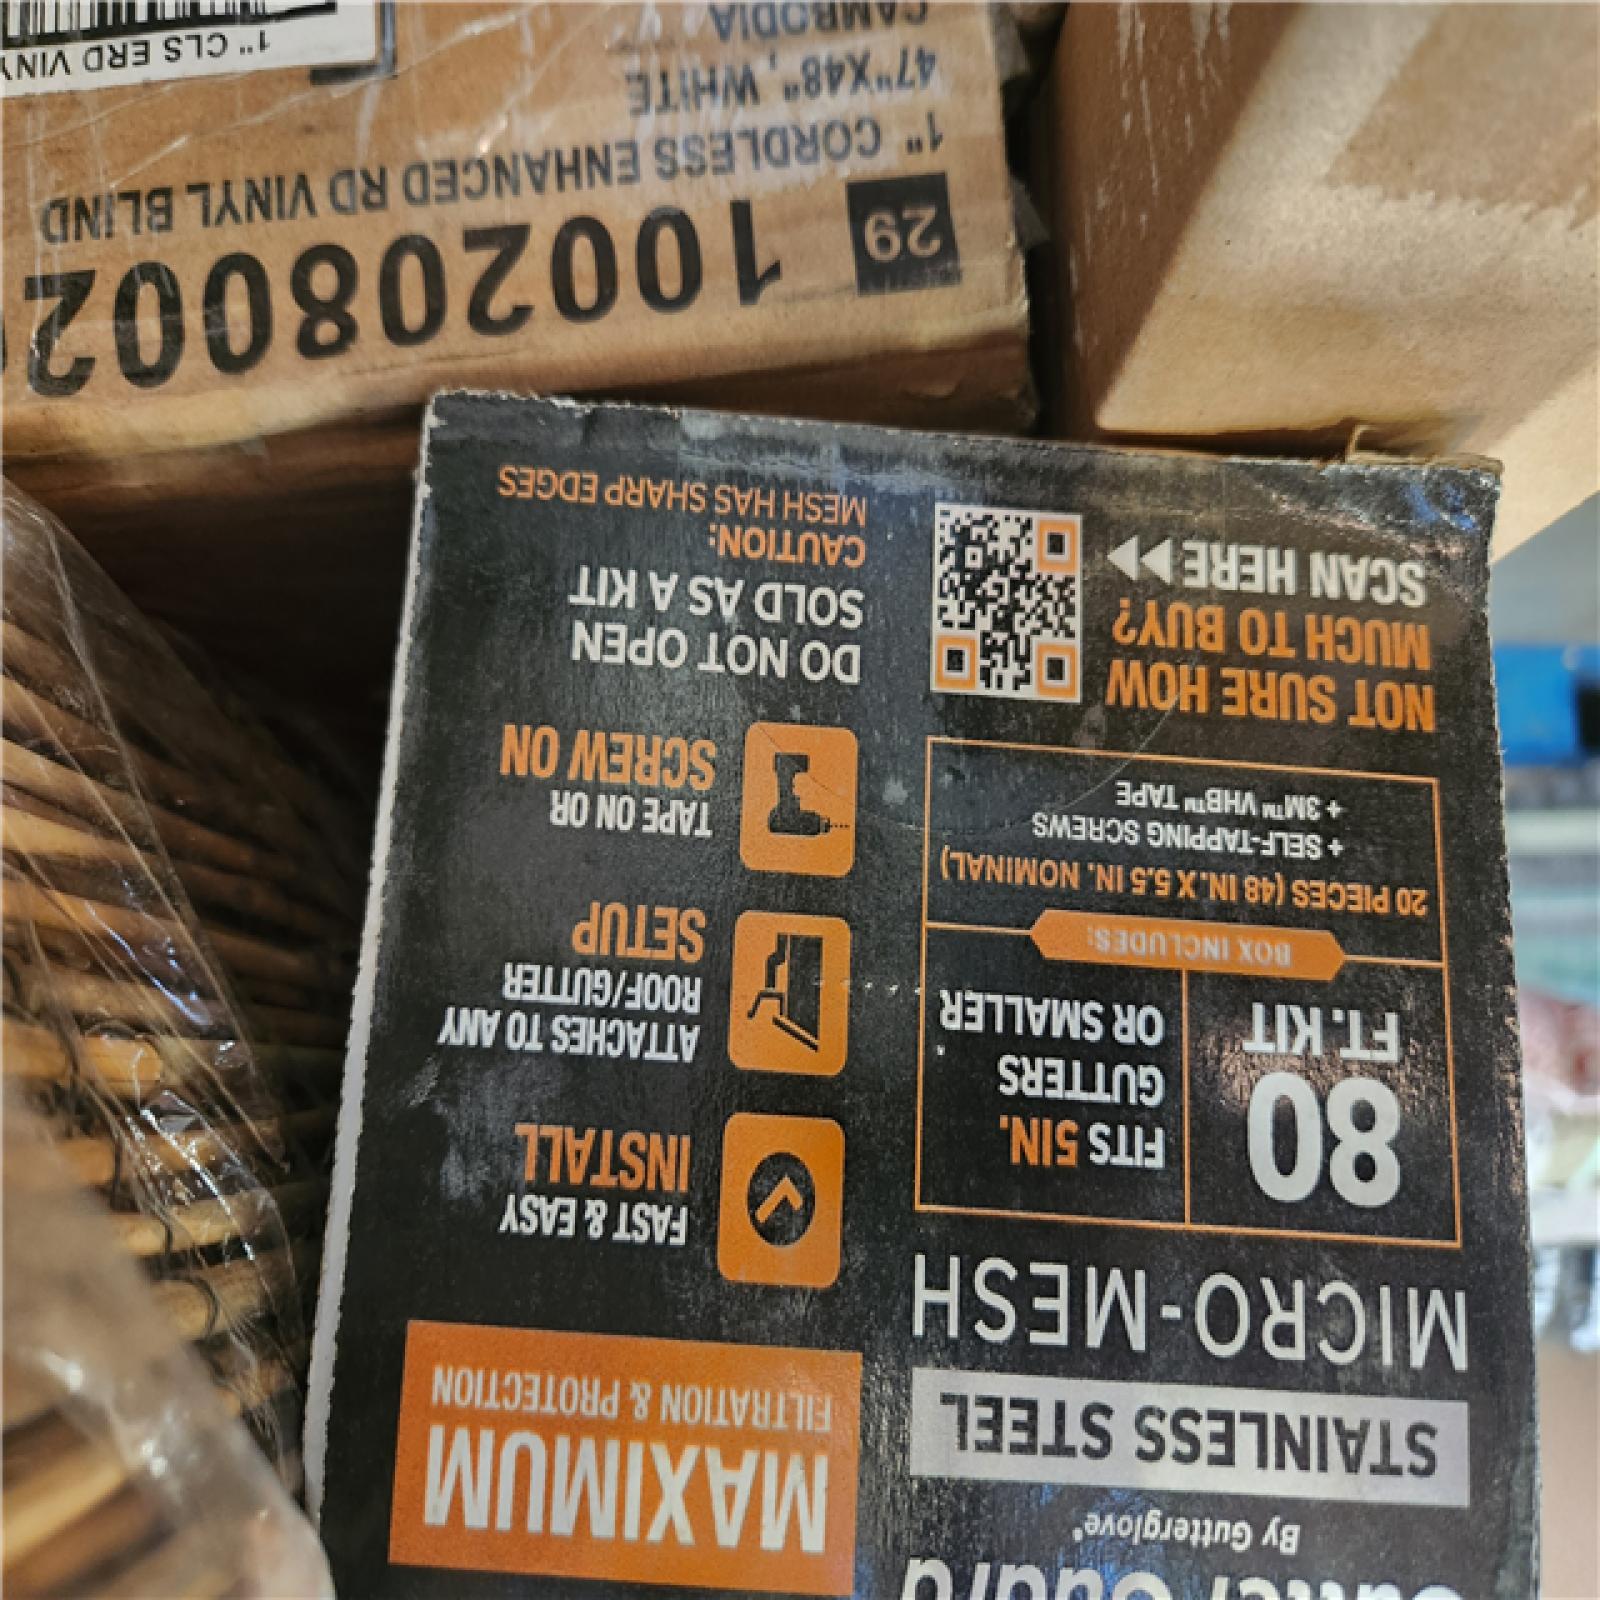 Gutter Guard
By Gutterglove®
STAINLESS STEEL
MICRO-MESH
80
FT. KIT
FITS 5IN.
GUTTERS
OR SMALLER
BOX INCLUDES:
20 PIECES (48 IN. X 5.5 IN. NOMINAL)
+ SELF-TAPPING SCREWS
+ 3M™ VHB™ TAPE
NOT SURE HOW
MUCH TO BUY?
SCAN HERE
MAXIMUM
FILTRATION & PROTECTION
FAST & EASY
INSTALL
ATTACHES TO ANY
ROOF/GUTTER
SETUP
TAPE ON OR
SCREW ON
DO NOT OPEN
SOLD AS A KIT
CAUTION:
MESH HAS SHARP EDGES
29
100208002
1" CORDLESS ENHANCED RD VINYL BLIND
47"X48", WHITE
CAMBODIA
1" CLS ERD VINY